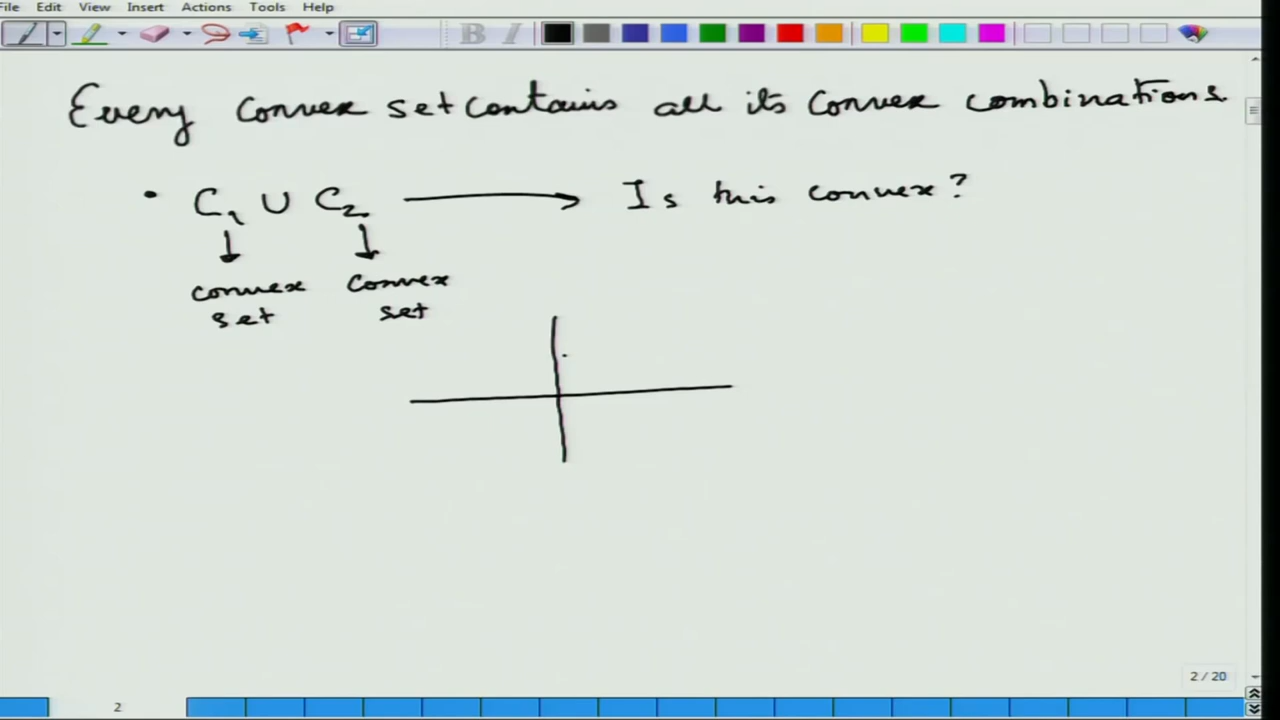 File Edit View Insert Actions Tools Help
B I
Every convex set contains all its convex combinations.
• C₁ ∪ C₂ ⟶ Is this convex?
↓ ↓
convex convex
set set
2 / 20
2